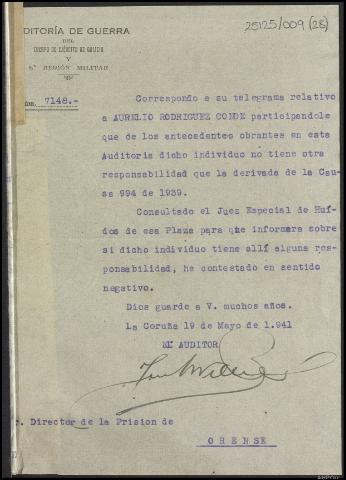 25125/009 (28)
DITORÍA DE GUERRA
DEL
CUERPO DE EJÉRCITO DE GALICIA
Y
8.ª REGIÓN MILITAR
7148.-
Correspondo a su telegrama relativo
a AURELIO RODRIGUEZ CONDE participandole
que de los antecedentes obrantes en esta
Auditoria dicho individuo no tiene otra
responsabilidad que la derivada de la Cau-
sa 994 de 1939.
Consultado el Juez Especial de Huí-
dos de esa Plaza para que informara sobre
si dicho individuo tiene allí alguna res-
ponsabilidad, he contestado en sentido
negativo.
Dios guarde a V. muchos años.
La Coruña 19 de Mayo de 1.941
EL AUDITOR
r. Director de la Prision de
ORENSE